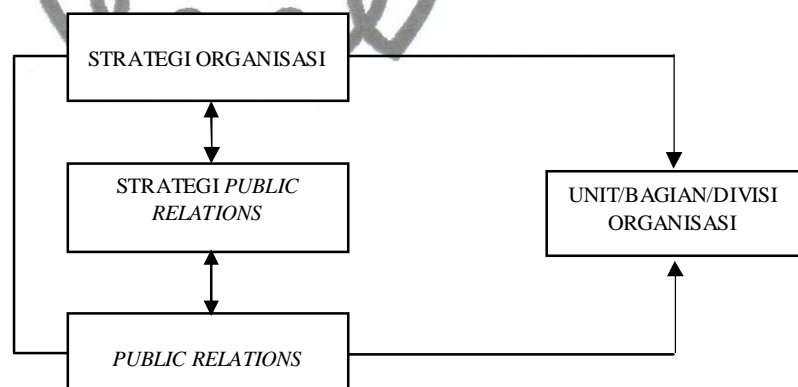 STRATEGI ORGANISASI
STRATEGI PUBLIC
RELATIONS
UNIT/BAGIAN/DIVISI
ORGANISASI
PUBLIC RELATIONS